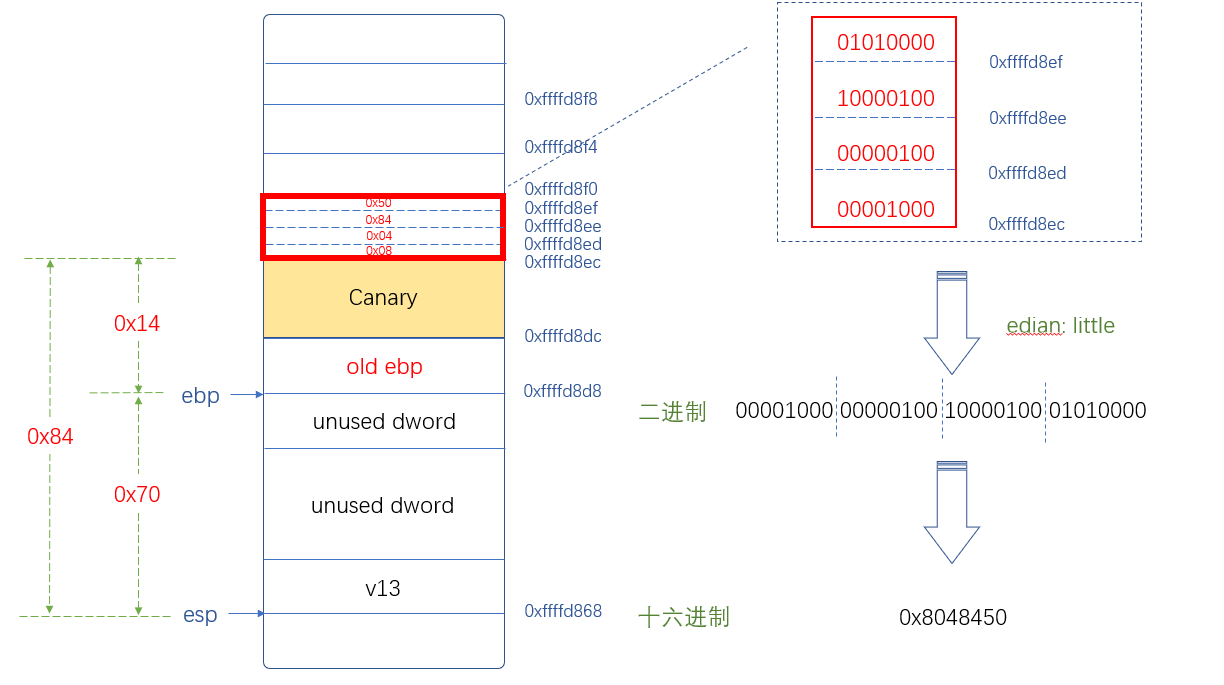 0xffffd8f8
0xffffd8f4
0xffffd8f0
0x50
0xffffd8ef
0x84
0xffffd8ee
0x04
0xffffd8ed
0x08
0xffffd8ec
Canary
0x14
0xffffd8dc
old ebp
ebp
0xffffd8d8
unused dword
0x84
0x70
unused dword
v13
esp
0xffffd868
01010000
0xffffd8ef
10000100
0xffffd8ee
00000100
0xffffd8ed
00001000
0xffffd8ec
edian: little
二进制
00001000 00000100 10000100 01010000
十六进制
0x8048450